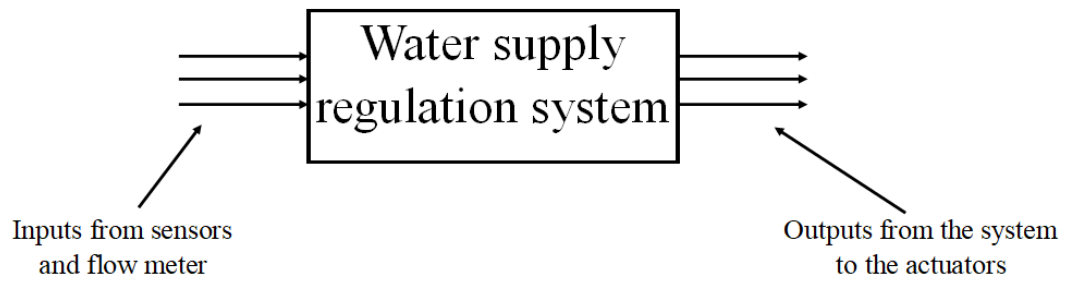 Water supply
regulation system
Inputs from sensors
and flow meter
Outputs from the system
to the actuators